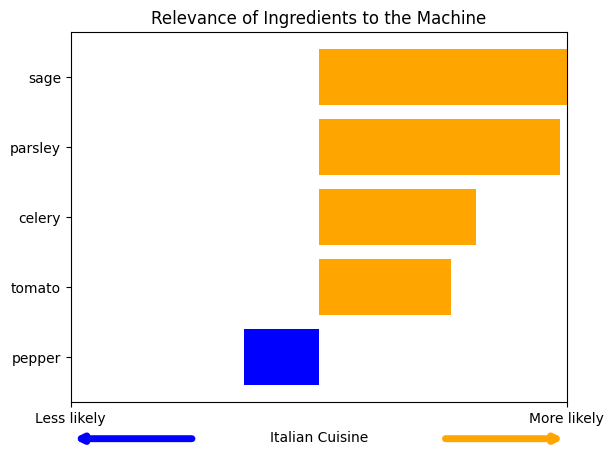 Relevance of Ingredients to the Machine
sage
parsley
celery
tomato
pepper
Less likely
More likely
Italian Cuisine